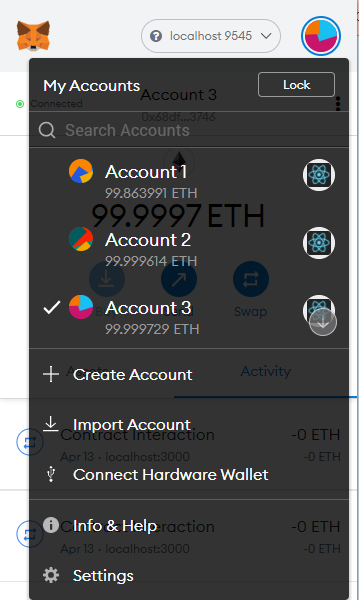 localhost 9545
My Accounts
Lock
Connected
Account 3
0x68df...3746
Search Accounts
Account 1
99.863991 ETH
99.9997 ETH
Account 2
99.999614 ETH
Account 3
99.999729 ETH
Swap
Create Account
Activity
Import Account
Contract Interaction
-0 ETH
Apr 13 · localhost:3000
-0 ETH
Connect Hardware Wallet
Info & Help
-0 ETH
Apr 13 · localhost:3000
-0 ETH
Settings